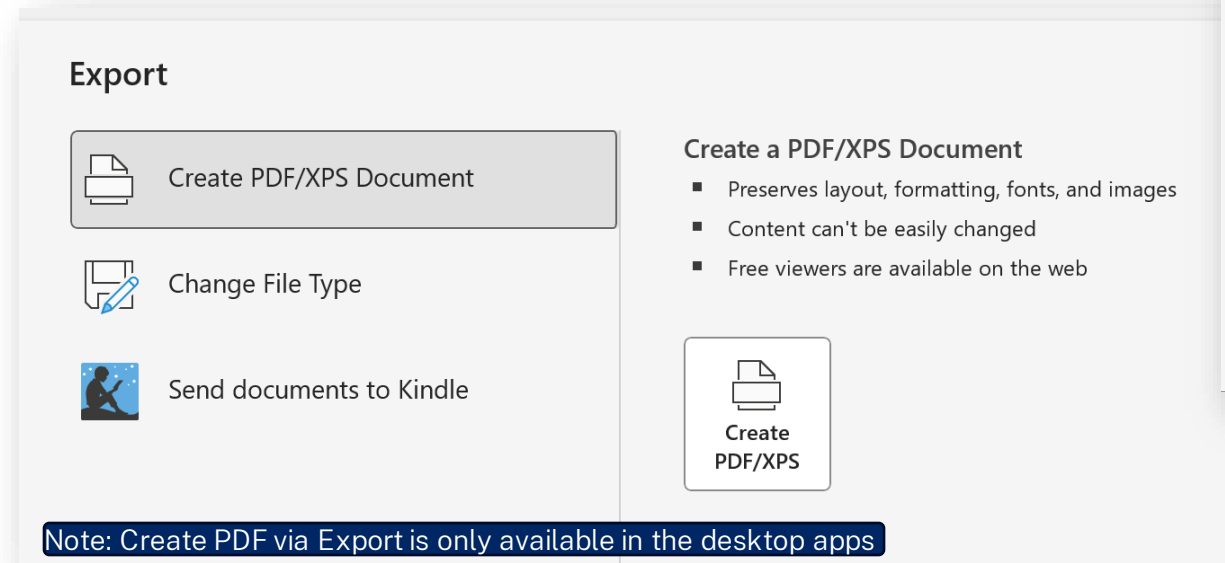 Export
Create PDF/XPS Document
Change File Type
Send documents to Kindle
Create a PDF/XPS Document
Preserves layout, formatting, fonts, and images
Content can't be easily changed
Free viewers are available on the web
Create
PDF/XPS
Note: Create PDF via Export is only available in the desktop apps